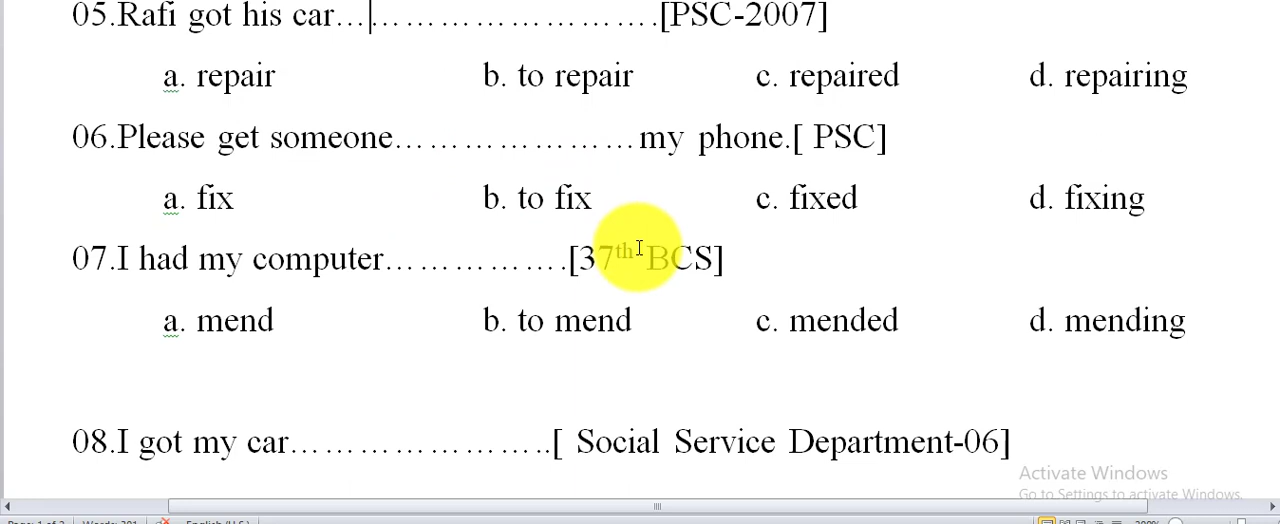 05.Rafi got his car…………………………….[PSC-2007]
a. repair b. to repair c. repaired d. repairing
06.Please get someone…………………my phone.[ PSC]
a. fix b. to fix c. fixed d. fixing
07.I had my computer…………….[37th BCS]
a. mend b. to mend c. mended d. mending
08.I got my car…………………..[ Social Service Department-06]
Activate Windows
Go to Settings to activate Windows.